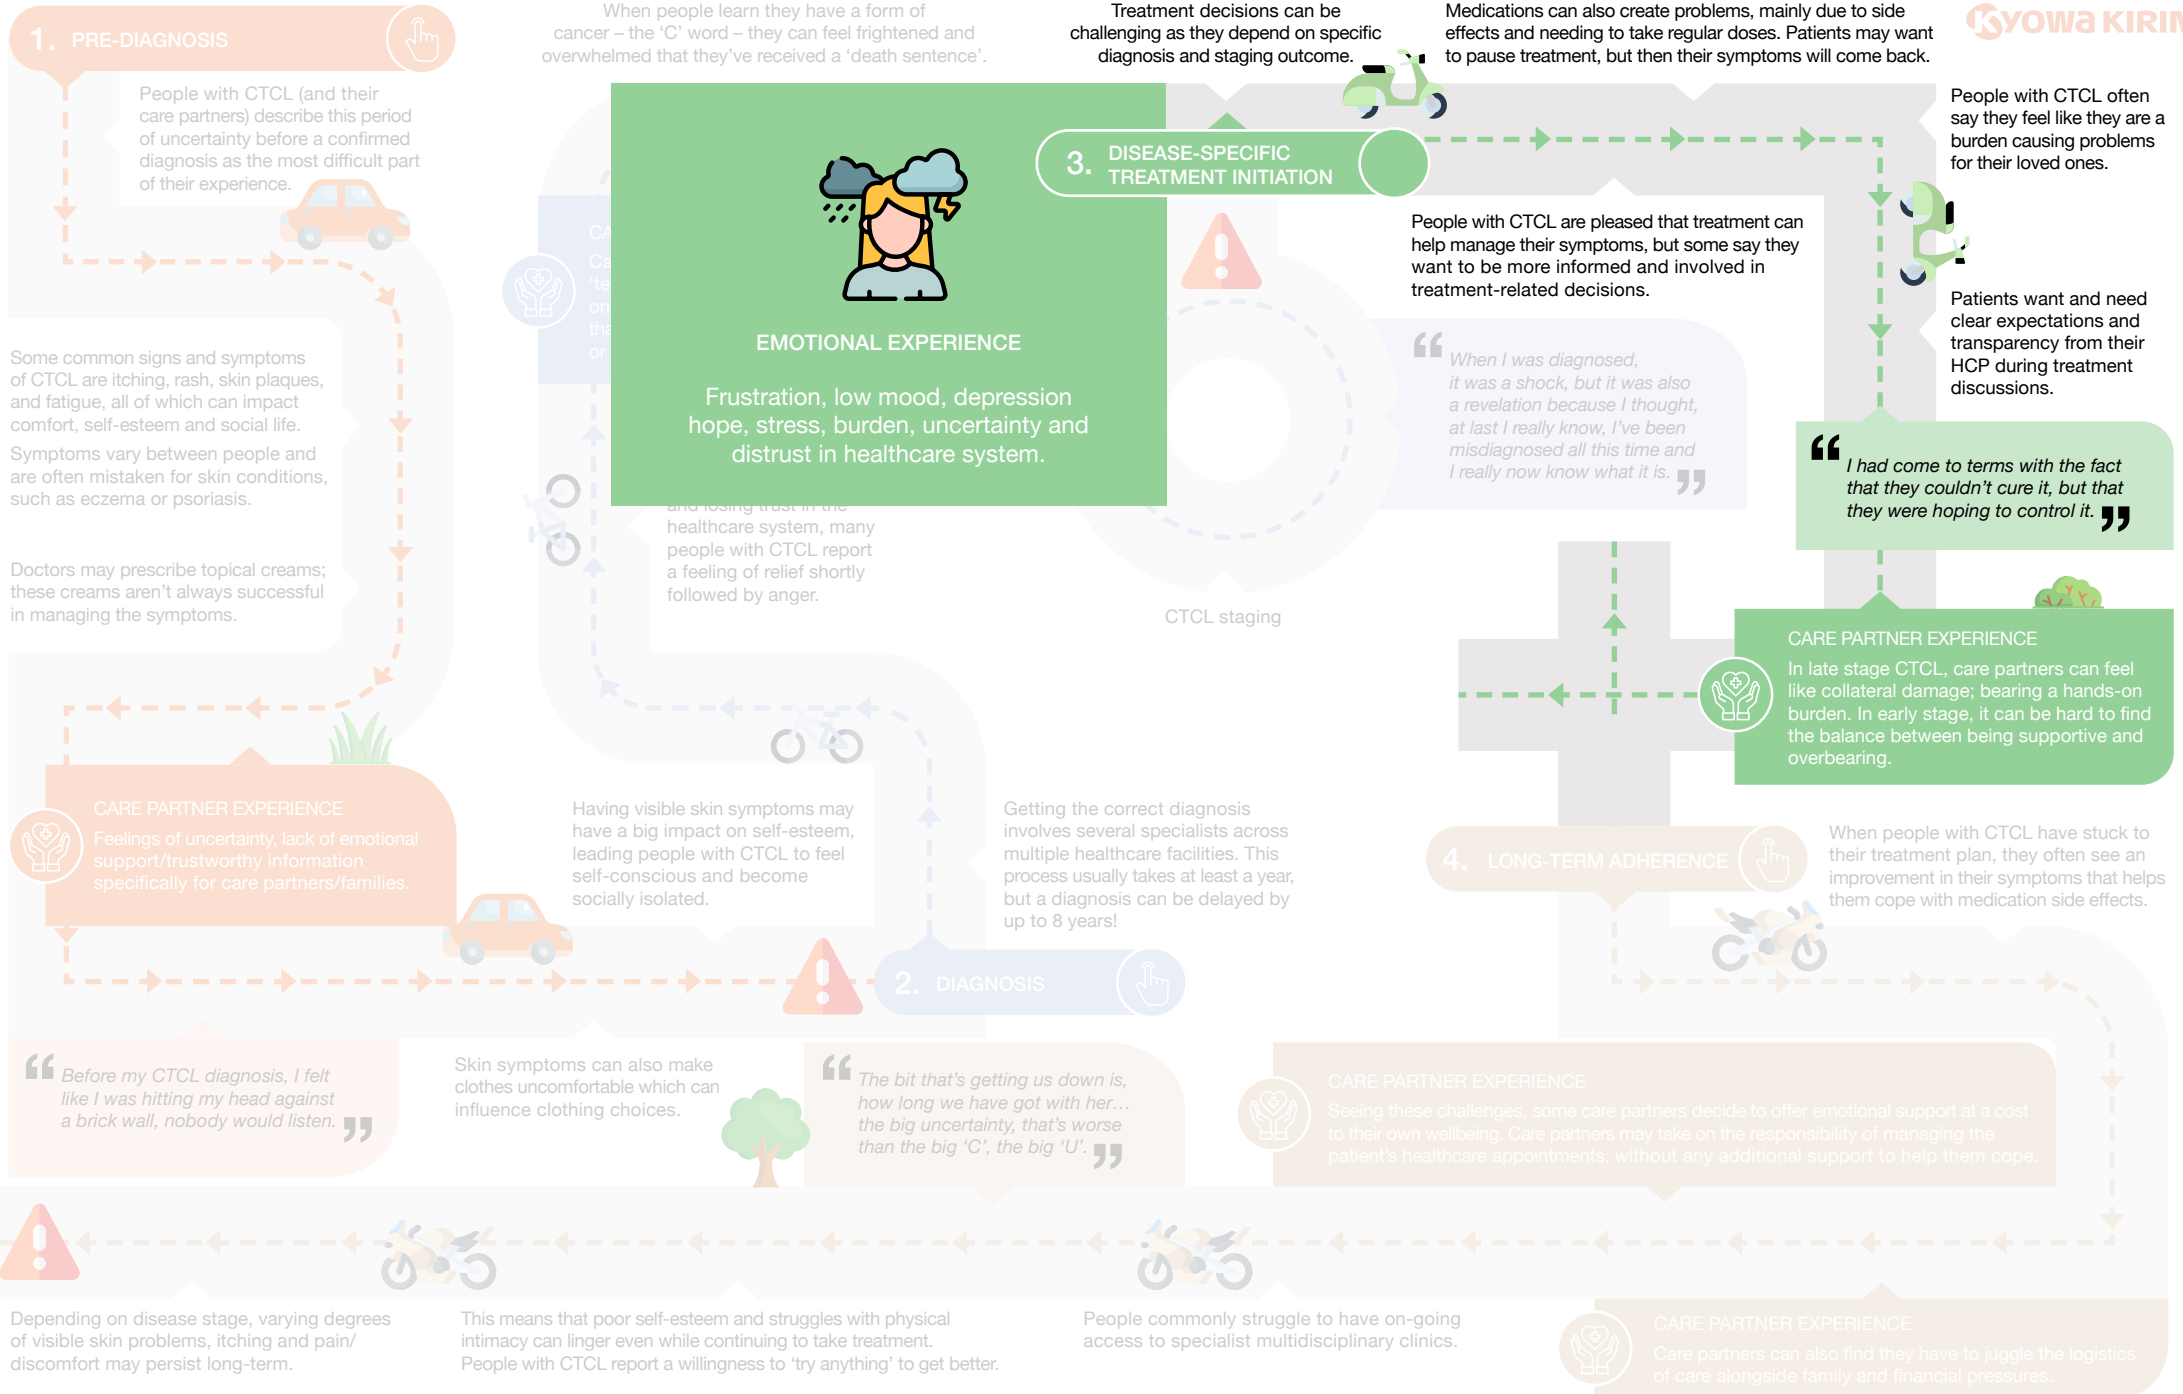 1. PRE-DIAGNOSIS
People with CTCL (and their
care partners) describe this period
of uncertainty before a confirmed
diagnosis as the most difficult part
of their experience.
Some common signs and symptoms
of CTCL are itching, rash, skin plaques,
and fatigue, all of which can impact
comfort, self-esteem and social life.
Symptoms vary between people and
are often mistaken for skin conditions,
such as eczema or psoriasis.
Doctors may prescribe topical creams;
these creams aren't always successful
in managing the symptoms.
CARE PARTNER EXPERIENCE
Feelings of uncertainty, lack of emotional
support/trustworthy information
specifically for care partners/families.
“ Before my CTCL diagnosis, I felt
like I was hitting my head against
a brick wall, nobody would listen. ”
Skin symptoms can also make
clothes uncomfortable which can
influence clothing choices.
Having visible skin symptoms may
have a big impact on self-esteem,
leading people with CTCL to feel
self-conscious and become
socially isolated.
2. DIAGNOSIS
Getting the correct diagnosis
involves several specialists across
multiple healthcare facilities. This
process usually takes at least a year,
but a diagnosis can be delayed by
up to 8 years!
and losing trust in the
healthcare system, many
people with CTCL report
a feeling of relief shortly
followed by anger.
CA
Ca
‘te
on
tha
or
When people learn they have a form of
cancer – the ‘C’ word – they can feel frightened and
overwhelmed that they've received a ‘death sentence’.
EMOTIONAL EXPERIENCE
Frustration, low mood, depression
hope, stress, burden, uncertainty and
distrust in healthcare system.
CTCL staging
“ When I was diagnosed,
it was a shock, but it was also
a revelation because I thought,
at last I really know, I've been
misdiagnosed all this time and
I really now know what it is. ”
3. DISEASE-SPECIFIC
TREATMENT INITIATION
Treatment decisions can be
challenging as they depend on specific
diagnosis and staging outcome.
Medications can also create problems, mainly due to side
effects and needing to take regular doses. Patients may want
to pause treatment, but then their symptoms will come back.
KYOWA KIRIN
People with CTCL are pleased that treatment can
help manage their symptoms, but some say they
want to be more informed and involved in
treatment-related decisions.
People with CTCL often
say they feel like they are a
burden causing problems
for their loved ones.
Patients want and need
clear expectations and
transparency from their
HCP during treatment
discussions.
“ I had come to terms with the fact
that they couldn't cure it, but that
they were hoping to control it. ”
CARE PARTNER EXPERIENCE
In late stage CTCL, care partners can feel
like collateral damage; bearing a hands-on
burden. In early stage, it can be hard to find
the balance between being supportive and
overbearing.
4. LONG-TERM ADHERENCE
When people with CTCL have stuck to
their treatment plan, they often see an
improvement in their symptoms that helps
them cope with medication side effects.
CARE PARTNER EXPERIENCE
Seeing these challenges, some care partners decide to offer emotional support at a cost
to their own wellbeing. Care partners may take on the responsibility of managing the
patient's healthcare appointments, without any additional support to help them cope.
“ The bit that's getting us down is,
how long we have got with her…
the big uncertainty, that's worse
than the big ‘C’, the big ‘U’. ”
CARE PARTNER EXPERIENCE
Care partners can also find they have to juggle the logistics
of care alongside family and financial pressures.
People commonly struggle to have on-going
access to specialist multidisciplinary clinics.
This means that poor self-esteem and struggles with physical
intimacy can linger even while continuing to take treatment.
People with CTCL report a willingness to ‘try anything’ to get better.
Depending on disease stage, varying degrees
of visible skin problems, itching and pain/
discomfort may persist long-term.